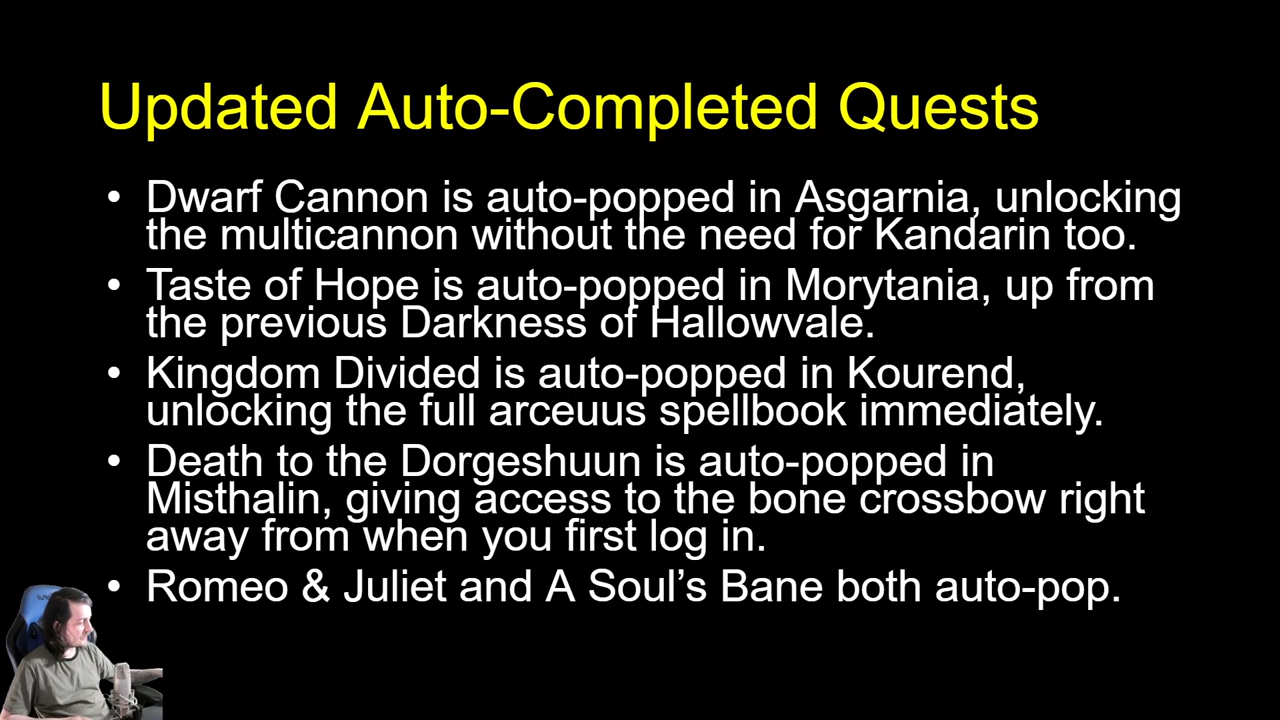 Updated Auto-Completed Quests
• Dwarf Cannon is auto-popped in Asgarnia, unlocking
the multicannon without the need for Kandarin too.
• Taste of Hope is auto-popped in Morytania, up from
the previous Darkness of Hallowvale.
• Kingdom Divided is auto-popped in Kourend,
unlocking the full arceuus spellbook immediately.
• Death to the Dorgeshuun is auto-popped in
Misthalin, giving access to the bone crossbow right
away from when you first log in.
• Romeo & Juliet and A Soul’s Bane both auto-pop.